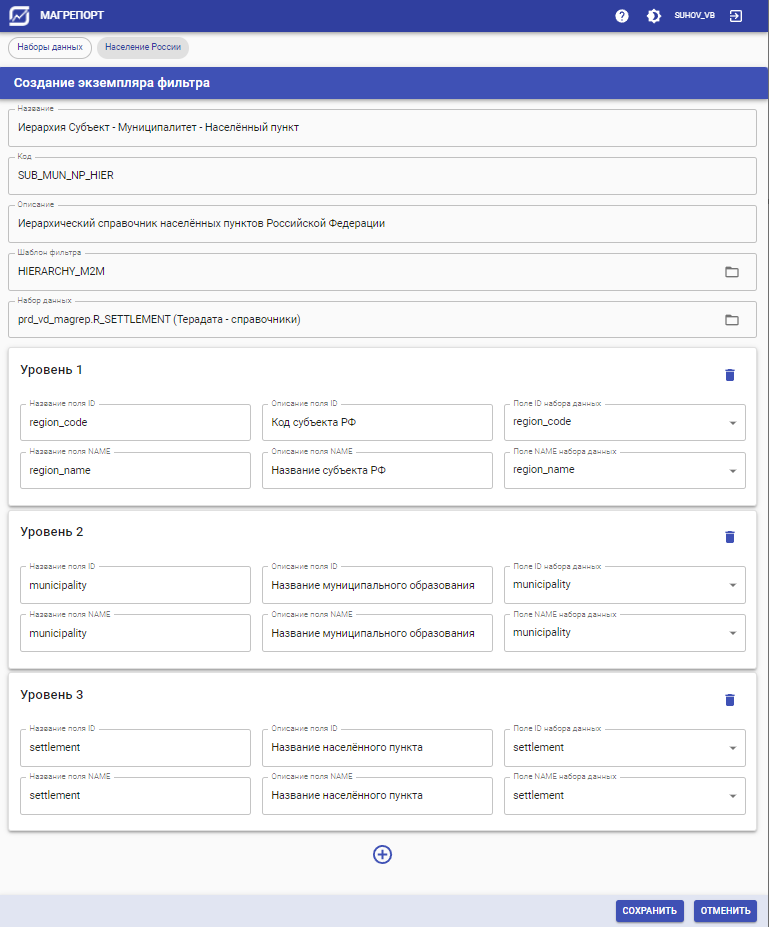 МАГРЕПОРТ
SUHOV_VB
Наборы данных
Население России
Создание экземпляра фильтра
Название
Иерархия Субъект - Муниципалитет - Населённый пункт
Код
SUB_MUN_NP_HIER
Описание
Иерархический справочник населённых пунктов Российской Федерации
Шаблон фильтра
HIERARCHY_M2M
Набор данных
prd_vd_magrep.R_SETTLEMENT (Терадата - справочники)
Уровень 1
Название поля ID
Описание поля ID
Поле ID набора данных
region_code
Код субъекта РФ
region_code
Название поля NAME
Описание поля NAME
Поле NAME набора данных
region_name
Название субъекта РФ
region_name
Уровень 2
Название поля ID
Описание поля ID
Поле ID набора данных
municipality
Название муниципального образования
municipality
Название поля NAME
Описание поля NAME
Поле NAME набора данных
municipality
Название муниципального образования
municipality
Уровень 3
Название поля ID
Описание поля ID
Поле ID набора данных
settlement
Название населённого пункта
settlement
Название поля NAME
Описание поля NAME
Поле NAME набора данных
settlement
Название населённого пункта
settlement
СОХРАНИТЬ
ОТМЕНИТЬ